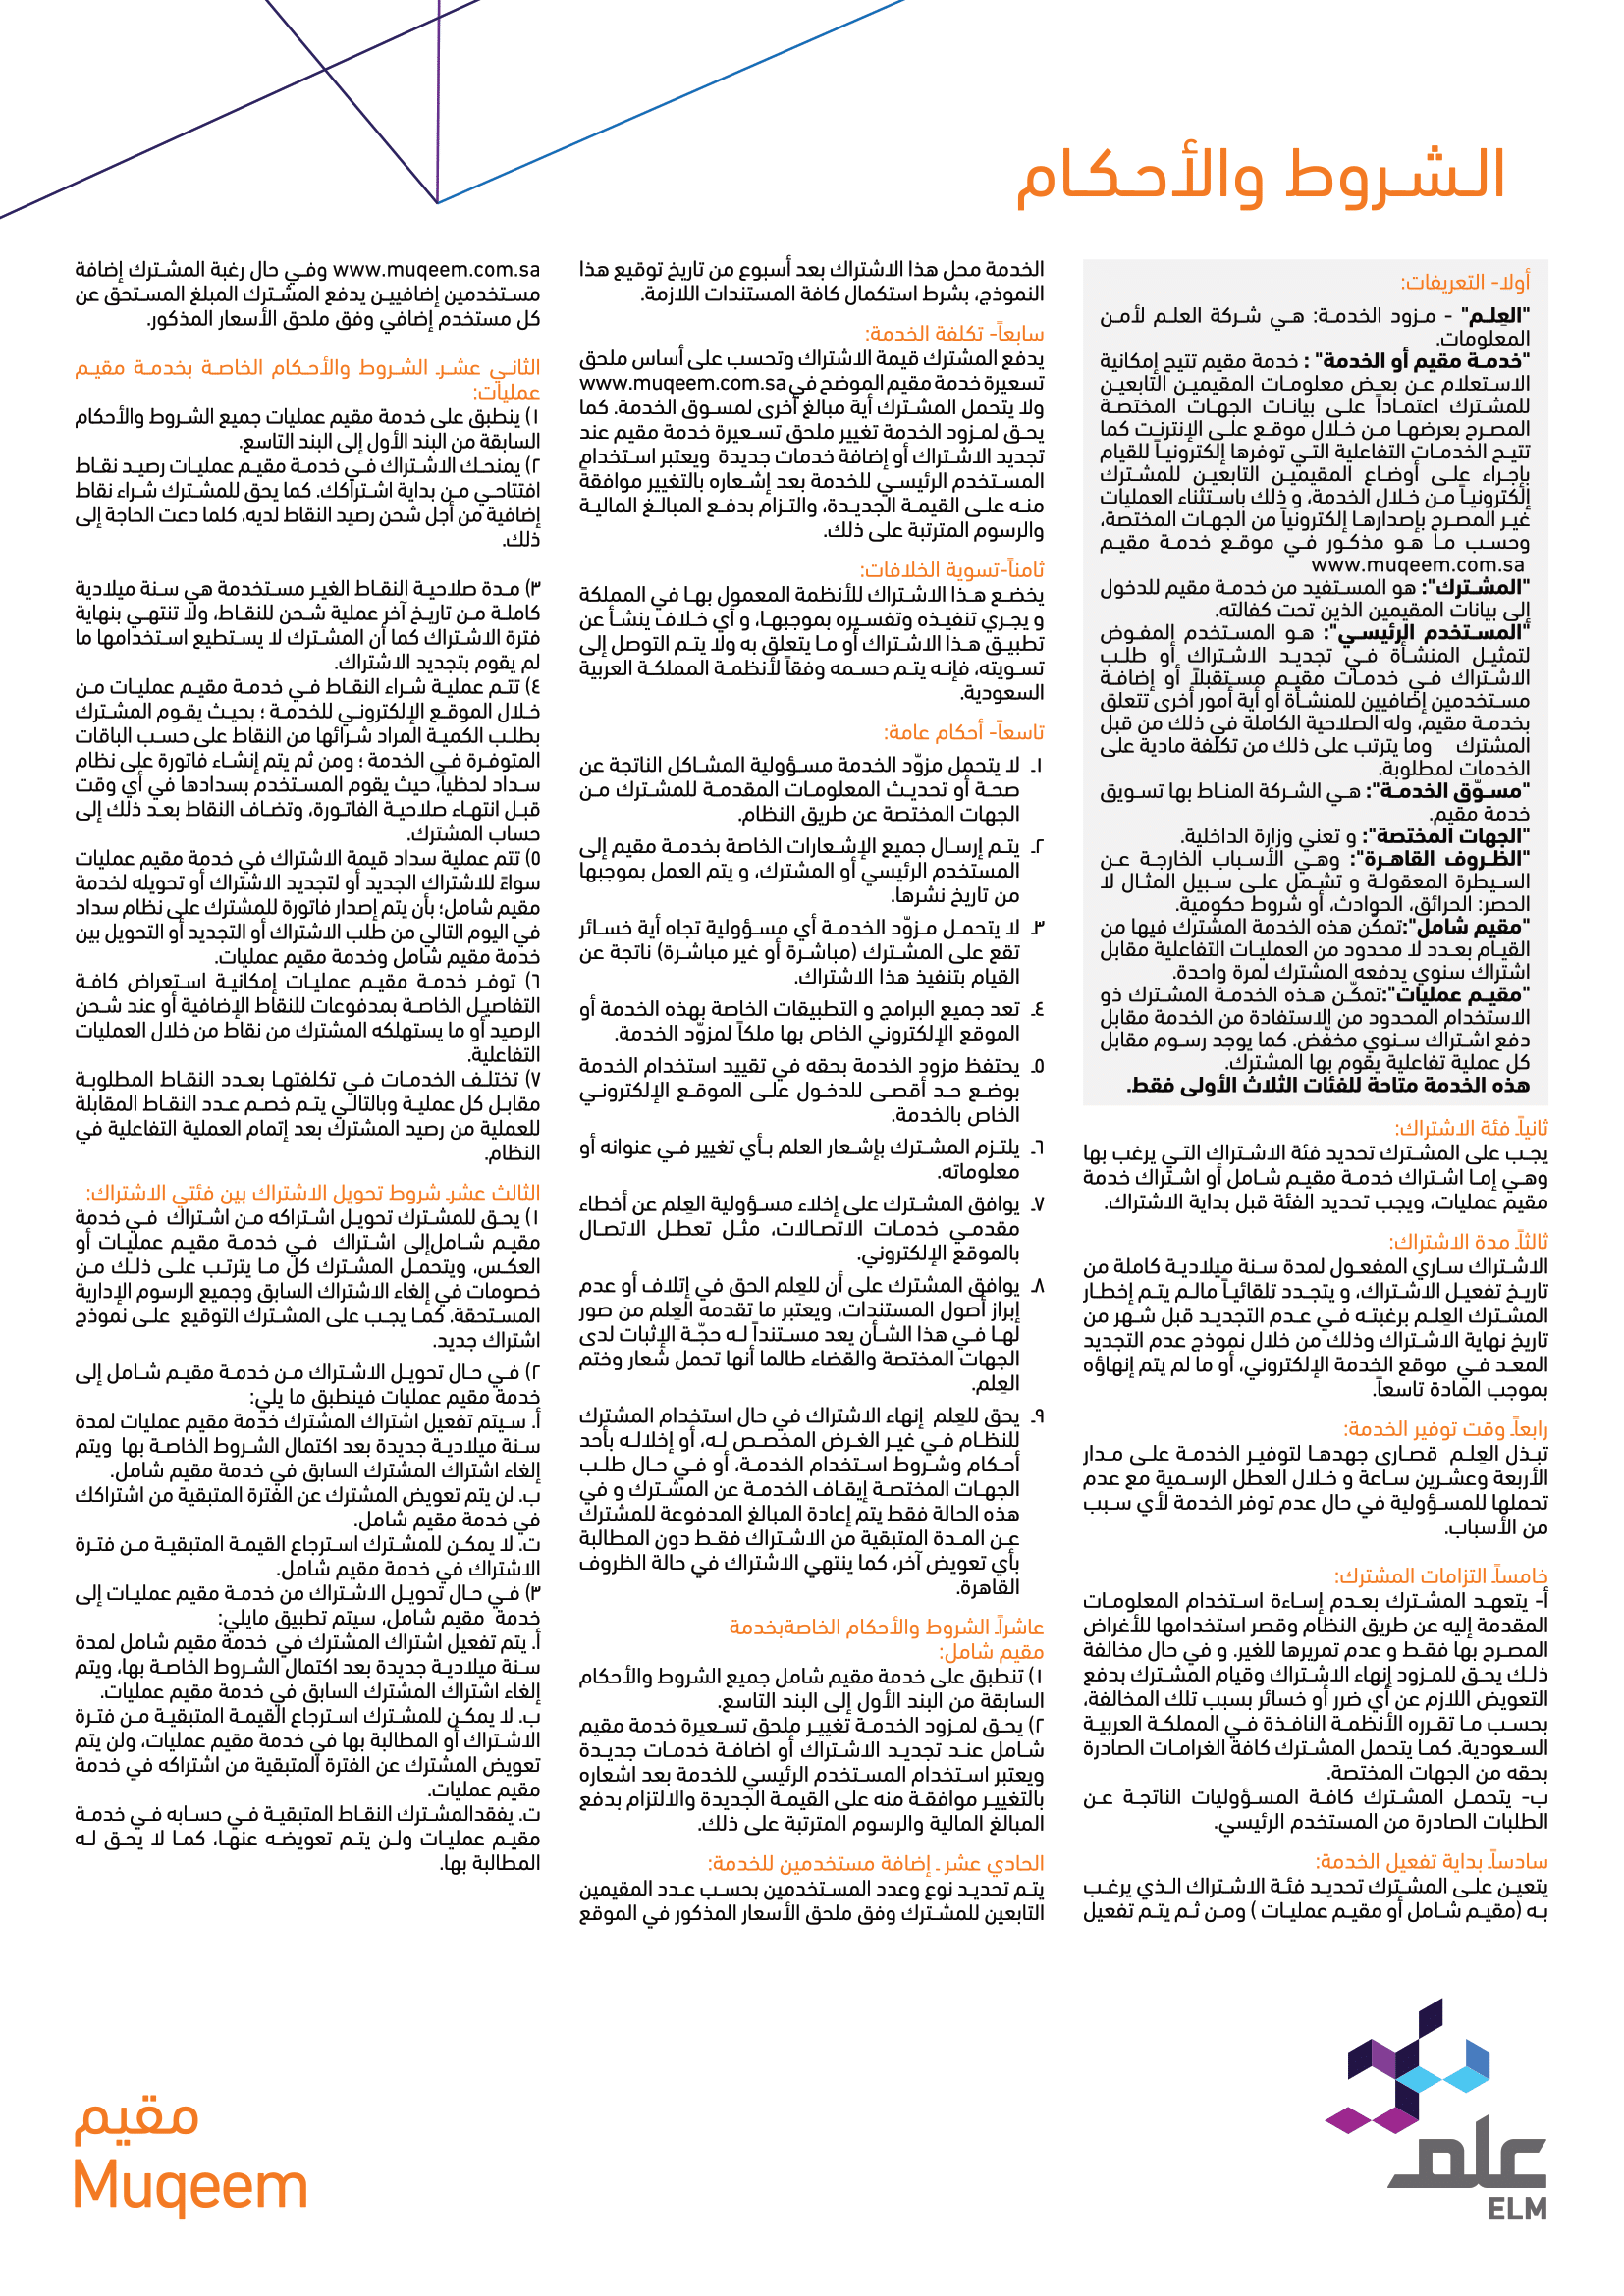 الشروط والأحكام
أولا- التعريفات:
"العِلم" - مزود الخدمة: هي شركة العلم لأمن
المعلومات.
"خدمة مقيم أو الخدمة" : خدمة مقيم تتيح إمكانية
الاستعلام عن بعض معلومات المقيمين التابعين
للمشترك اعتماداً على بيانات الجهات المختصة
المصرح بعرضها من خلال موقع على الإنترنت كما
تتيح الخدمات التفاعلية التي توفرها إلكترونياً للقيام
بإجراء على أوضاع المقيمين التابعين للمشترك
إلكترونياً من خلال الخدمة، و ذلك باستثناء العمليات
غير المصرح بإصدارها إلكترونياً من الجهات المختصة،
وحسب ما هو مذكور في موقع خدمة مقيم
www.muqeem.com.sa
"المشترك": هو المستفيد من خدمة مقيم للدخول
إلى بيانات المقيمين الذين تحت كفالته.
"المستخدم الرئيسي": هو المستخدم المفوض
لتمثيل المنشأة في تجديد الاشتراك أو طلب
الاشتراك في خدمات مقيم مستقبلاً أو إضافة
مستخدمين إضافيين للمنشأة أو أية أمور أخرى تتعلق
بخدمة مقيم، وله الصلاحية الكاملة في ذلك من قبل
المشترك وما يترتب على ذلك من تكلفة مادية على
الخدمات لمطلوبة.
"مسوّق الخدمة": هي الشركة المناط بها تسويق
خدمة مقيم.
"الجهات المختصة": و تعني وزارة الداخلية.
"الظروف القاهرة": وهي الأسباب الخارجة عن
السيطرة المعقولة و تشمل على سبيل المثال لا
الحصر: الحرائق، الحوادث، أو شروط حكومية.
"مقيم شامل":تمكّن هذه الخدمة المشترك فيها من
القيام بعدد لا محدود من العمليات التفاعلية مقابل
اشتراك سنوي يدفعه المشترك لمرة واحدة.
"مقيم عمليات":تمكّن هذه الخدمة المشترك ذو
الاستخدام المحدود من الاستفادة من الخدمة مقابل
دفع اشتراك سنوي مخفّض. كما يوجد رسوم مقابل
كل عملية تفاعلية يقوم بها المشترك.
هذه الخدمة متاحة للفئات الثلاث الأولى فقط.
ثانياً۔ فئة الاشتراك:
يجب على المشترك تحديد فئة الاشتراك التي يرغب بها
وهي إما اشتراك خدمة مقيم شامل أو اشتراك خدمة
مقيم عمليات، ويجب تحديد الفئة قبل بداية الاشتراك.
ثالثاً۔ مدة الاشتراك:
الاشتراك ساري المفعول لمدة سنة ميلادية كاملة من
تاريخ تفعيل الاشتراك، و يتجدد تلقائياً مالم يتم إخطار
المشترك العِلم برغبته في عدم التجديد قبل شهر من
تاريخ نهاية الاشتراك وذلك من خلال نموذج عدم التجديد
المعد في موقع الخدمة الإلكتروني، أو ما لم يتم إنهاؤه
بموجب المادة تاسعاً.
رابعاً۔ وقت توفير الخدمة:
تبذل العِلم قصارى جهدها لتوفير الخدمة على مدار
الأربعة وعشرين ساعة و خلال العطل الرسمية مع عدم
تحملها للمسؤولية في حال عدم توفر الخدمة لأي سبب
من الأسباب.
خامساً۔ التزامات المشترك:
أ- يتعهد المشترك بعدم إساءة استخدام المعلومات
المقدمة إليه عن طريق النظام وقصر استخدامها للأغراض
المصرح بها فقط و عدم تمريرها للغير. و في حال مخالفة
ذلك يحق للمزود إنهاء الاشتراك وقيام المشترك بدفع
التعويض اللازم عن أي ضرر أو خسائر بسبب تلك المخالفة،
بحسب ما تقرره الأنظمة النافذة في المملكة العربية
السعودية. كما يتحمل المشترك كافة الغرامات الصادرة
بحقه من الجهات المختصة.
ب- يتحمل المشترك كافة المسؤوليات الناتجة عن
الطلبات الصادرة من المستخدم الرئيسي.
سادساً۔ بداية تفعيل الخدمة:
يتعين على المشترك تحديد فئة الاشتراك الذي يرغب
به (مقيم شامل أو مقيم عمليات ) ومن ثم يتم تفعيل
الخدمة محل هذا الاشتراك بعد أسبوع من تاريخ توقيع هذا
النموذج، بشرط استكمال كافة المستندات اللازمة.
سابعاً- تكلفة الخدمة:
يدفع المشترك قيمة الاشتراك وتحسب على أساس ملحق
تسعيرة خدمة مقيم الموضح في www.muqeem.com.sa
ولا يتحمل المشترك أية مبالغ أخرى لمسوق الخدمة. كما
يحق لمزود الخدمة تغيير ملحق تسعيرة خدمة مقيم عند
تجديد الاشتراك أو إضافة خدمات جديدة ويعتبر استخدام
المستخدم الرئيسي للخدمة بعد إشعاره بالتغيير موافقةً
منه على القيمة الجديدة، والتزام بدفع المبالغ المالية
والرسوم المترتبة على ذلك.
ثامناً-تسوية الخلافات:
يخضع هذا الاشتراك للأنظمة المعمول بها في المملكة
و يجري تنفيذه وتفسيره بموجبها، و أي خلاف ينشأ عن
تطبيق هذا الاشتراك أو ما يتعلق به ولا يتم التوصل إلى
تسويته، فإنه يتم حسمه وفقاً لأنظمة المملكة العربية
السعودية.
تاسعاً- أحكام عامة:
١۔ لا يتحمل مزوّد الخدمة مسؤولية المشاكل الناتجة عن
صحة أو تحديث المعلومات المقدمة للمشترك من
الجهات المختصة عن طريق النظام.
٢۔ يتم إرسال جميع الإشعارات الخاصة بخدمة مقيم إلى
المستخدم الرئيسي أو المشترك، و يتم العمل بموجبها
من تاريخ نشرها.
٣۔ لا يتحمل مزوّد الخدمة أي مسؤولية تجاه أية خسائر
تقع على المشترك (مباشرة أو غير مباشرة) ناتجة عن
القيام بتنفيذ هذا الاشتراك.
٤۔ تعد جميع البرامج و التطبيقات الخاصة بهذه الخدمة أو
الموقع الإلكتروني الخاص بها ملكاً لمزوّد الخدمة.
٥۔ يحتفظ مزود الخدمة بحقه في تقييد استخدام الخدمة
بوضع حد أقصى للدخول على الموقع الإلكتروني
الخاص بالخدمة.
٦۔ يلتزم المشترك بإشعار العلم بأي تغيير في عنوانه أو
معلوماته.
٧۔ يوافق المشترك على إخلاء مسؤولية العِلم عن أخطاء
مقدمي خدمات الاتصالات، مثل تعطل الاتصال
بالموقع الإلكتروني.
٨۔ يوافق المشترك على أن للعِلم الحق في إتلاف أو عدم
إبراز أصول المستندات، ويعتبر ما تقدمه العِلم من صور
لها في هذا الشأن يعد مستنداً له حجّة الإثبات لدى
الجهات المختصة والقضاء طالما أنها تحمل شعار وختم
العِلم.
٩۔ يحق للعِلم إنهاء الاشتراك في حال استخدام المشترك
للنظام في غير الغرض المخصص له، أو إخلاله بأحد
أحكام وشروط استخدام الخدمة، أو في حال طلب
الجهات المختصة إيقاف الخدمة عن المشترك و في
هذه الحالة فقط يتم إعادة المبالغ المدفوعة للمشترك
عن المدة المتبقية من الاشتراك فقط دون المطالبة
بأي تعويض آخر، كما ينتهي الاشتراك في حالة الظروف
القاهرة.
عاشراً۔ الشروط والأحكام الخاصةبخدمة
مقيم شامل:
١) تنطبق على خدمة مقيم شامل جميع الشروط والأحكام
السابقة من البند الأول إلى البند التاسع.
٢) يحق لمزود الخدمة تغيير ملحق تسعيرة خدمة مقيم
شامل عند تجديد الاشتراك أو اضافة خدمات جديدة
ويعتبر استخدام المستخدم الرئيسي للخدمة بعد اشعاره
بالتغيير موافقة منه على القيمة الجديدة والالتزام بدفع
المبالغ المالية والرسوم المترتبة على ذلك.
الحادي عشر ۔ إضافة مستخدمين للخدمة:
يتم تحديد نوع وعدد المستخدمين بحسب عدد المقيمين
التابعين للمشترك وفق ملحق الأسعار المذكور في الموقع
www.muqeem.com.sa وفي حال رغبة المشترك إضافة
مستخدمين إضافيين يدفع المشترك المبلغ المستحق عن
كل مستخدم إضافي وفق ملحق الأسعار المذكور.
الثاني عشر۔ الشروط والأحكام الخاصة بخدمة مقيم
عمليات:
١) ينطبق على خدمة مقيم عمليات جميع الشروط والأحكام
السابقة من البند الأول إلى البند التاسع.
٢) يمنحك الاشتراك في خدمة مقيم عمليات رصيد نقاط
افتتاحي من بداية اشتراكك. كما يحق للمشترك شراء نقاط
إضافية من أجل شحن رصيد النقاط لديه، كلما دعت الحاجة إلى
ذلك.
٣) مدة صلاحية النقاط الغير مستخدمة هي سنة ميلادية
كاملة من تاريخ آخر عملية شحن للنقاط، ولا تنتهي بنهاية
فترة الاشتراك كما أن المشترك لا يستطيع استخدامها ما
لم يقوم بتجديد الاشتراك.
٤) تتم عملية شراء النقاط في خدمة مقيم عمليات من
خلال الموقع الإلكتروني للخدمة ؛ بحيث يقوم المشترك
بطلب الكمية المراد شرائها من النقاط على حسب الباقات
المتوفرة في الخدمة ؛ ومن ثم يتم إنشاء فاتورة على نظام
سداد لحظياً، حيث يقوم المستخدم بسدادها في أي وقت
قبل انتهاء صلاحية الفاتورة، وتضاف النقاط بعد ذلك إلى
حساب المشترك.
٥) تتم عملية سداد قيمة الاشتراك في خدمة مقيم عمليات
سواءً للاشتراك الجديد أو لتجديد الاشتراك أو تحويله لخدمة
مقيم شامل؛ بأن يتم إصدار فاتورة للمشترك على نظام سداد
في اليوم التالي من طلب الاشتراك أو التجديد أو التحويل بين
خدمة مقيم شامل وخدمة مقيم عمليات.
٦) توفر خدمة مقيم عمليات إمكانية استعراض كافة
التفاصيل الخاصة بمدفوعات للنقاط الإضافية أو عند شحن
الرصيد أو ما يستهلكه المشترك من نقاط من خلال العمليات
التفاعلية.
٧) تختلف الخدمات في تكلفتها بعدد النقاط المطلوبة
مقابل كل عملية وبالتالي يتم خصم عدد النقاط المقابلة
للعملية من رصيد المشترك بعد إتمام العملية التفاعلية في
النظام.
الثالث عشر۔ شروط تحويل الاشتراك بين فئتي الاشتراك:
١) يحق للمشترك تحويل اشتراكه من اشتراك في خدمة
مقيم شاملإلى اشتراك في خدمة مقيم عمليات أو
العكس، ويتحمل المشترك كل ما يترتب على ذلك من
خصومات في إلغاء الاشتراك السابق وجميع الرسوم الإدارية
المستحقة. كما يجب على المشترك التوقيع على نموذج
اشتراك جديد.
٢) في حال تحويل الاشتراك من خدمة مقيم شامل إلى
خدمة مقيم عمليات فينطبق ما يلي:
أ. سيتم تفعيل اشتراك المشترك خدمة مقيم عمليات لمدة
سنة ميلادية جديدة بعد اكتمال الشروط الخاصة بها ويتم
إلغاء اشتراك المشترك السابق في خدمة مقيم شامل.
ب. لن يتم تعويض المشترك عن الفترة المتبقية من اشتراكك
في خدمة مقيم شامل.
ت. لا يمكن للمشترك استرجاع القيمة المتبقية من فترة
الاشتراك في خدمة مقيم شامل.
٣) في حال تحويل الاشتراك من خدمة مقيم عمليات إلى
خدمة مقيم شامل، سيتم تطبيق مايلي:
أ. يتم تفعيل اشتراك المشترك في خدمة مقيم شامل لمدة
سنة ميلادية جديدة بعد اكتمال الشروط الخاصة بها، ويتم
إلغاء اشتراك المشترك السابق في خدمة مقيم عمليات.
ب. لا يمكن للمشترك استرجاع القيمة المتبقية من فترة
الاشتراك أو المطالبة بها في خدمة مقيم عمليات، ولن يتم
تعويض المشترك عن الفترة المتبقية من اشتراكه في خدمة
مقيم عمليات.
ت. يفقدالمشترك النقاط المتبقية في حسابه في خدمة
مقيم عمليات ولن يتم تعويضه عنها، كما لا يحق له
المطالبة بها.
علم
ELM
مقيم
Muqeem